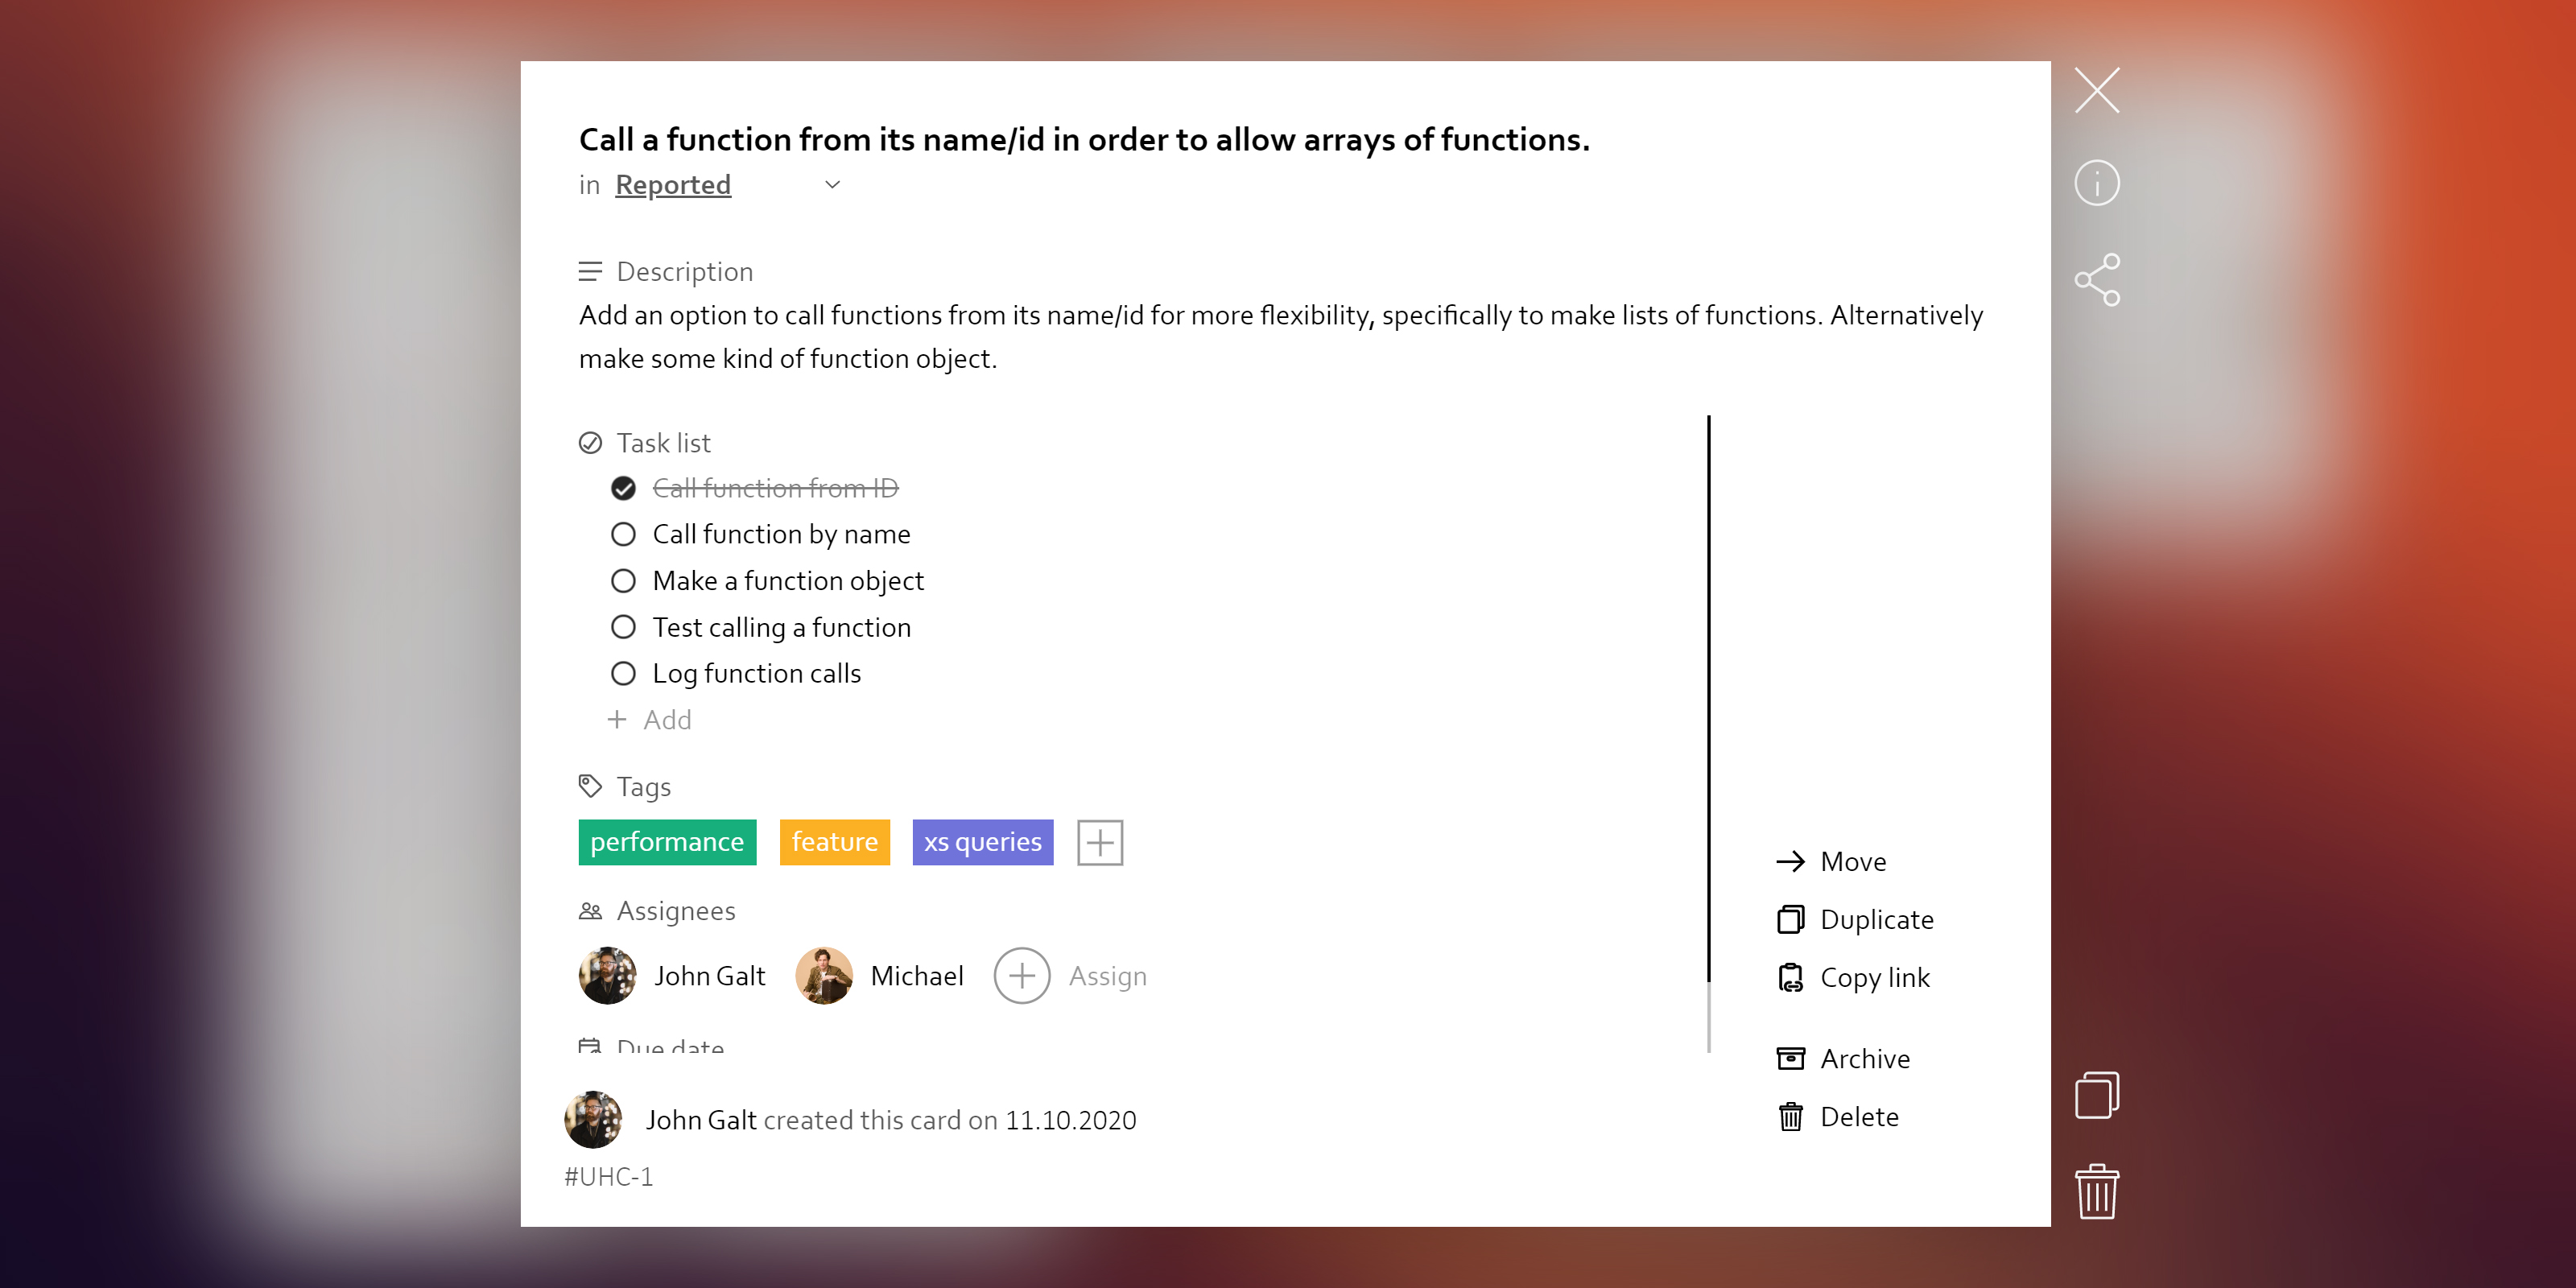 Call a function from its name/id in order to allow arrays of functions.
in Reported
Description
Add an option to call functions from its name/id for more flexibility, specifically to make lists of functions. Alternatively
make some kind of function object.
Task list
Call function from ID
Call function by name
Make a function object
Test calling a function
Log function calls
Add
Tags
performance feature xs queries
Assignees
John Galt Michael Assign
Due date
John Galt created this card on 11.10.2020
#UHC-1
Move
Duplicate
Copy link
Archive
Delete